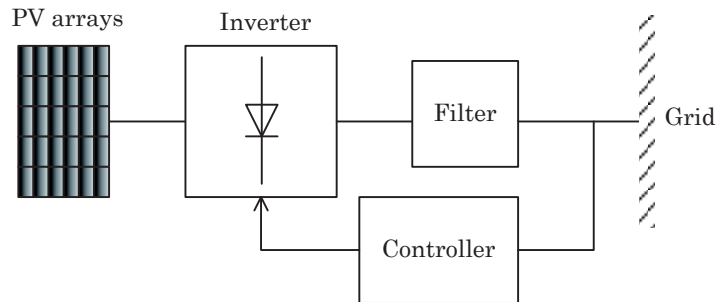 PV arrays
Inverter
Filter
Grid
Controller